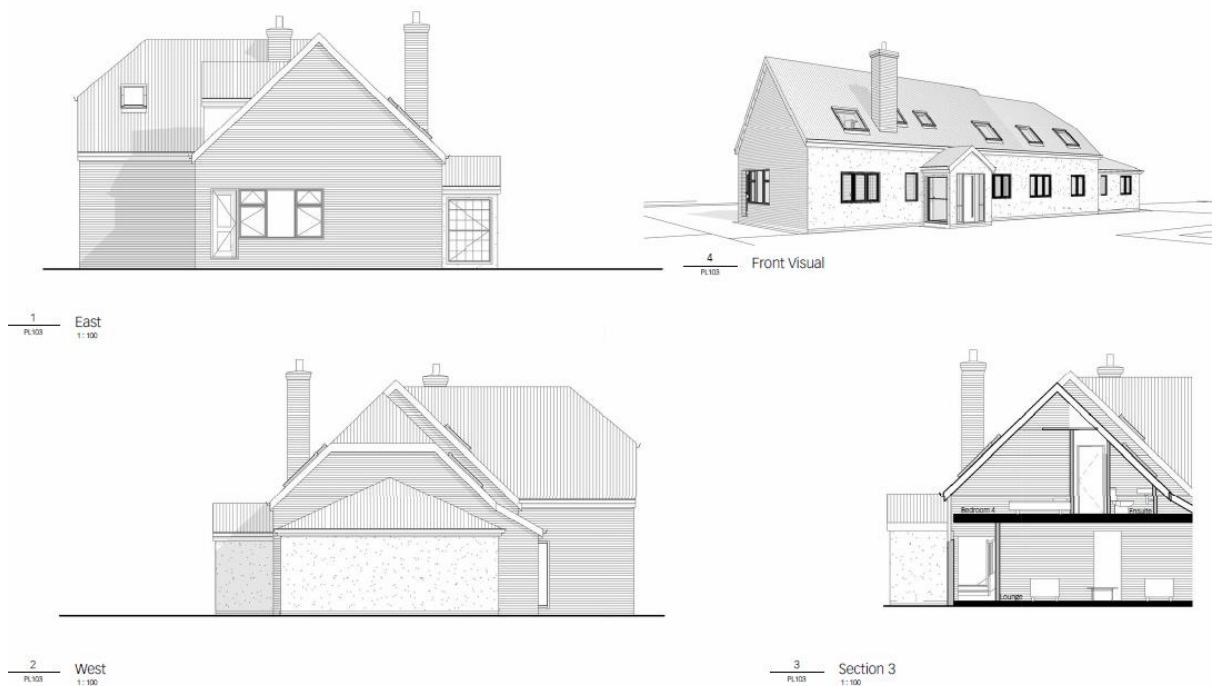 4
PL103
Front Visual
1
PL103
East
1 : 100
Bedroom 4
Ensuite
Lounge
2
PL103
West
1 : 100
3
PL103
Section 3
1 : 100